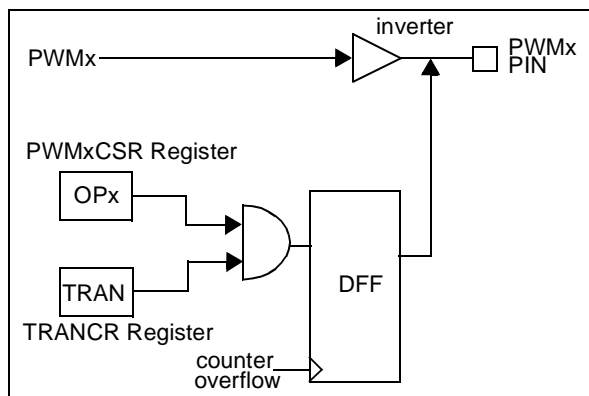 inverter
PWMx
PWMx
PIN
PWMxCSR Register
OPx
TRAN
DFF
TRANCR Register
counter
overflow